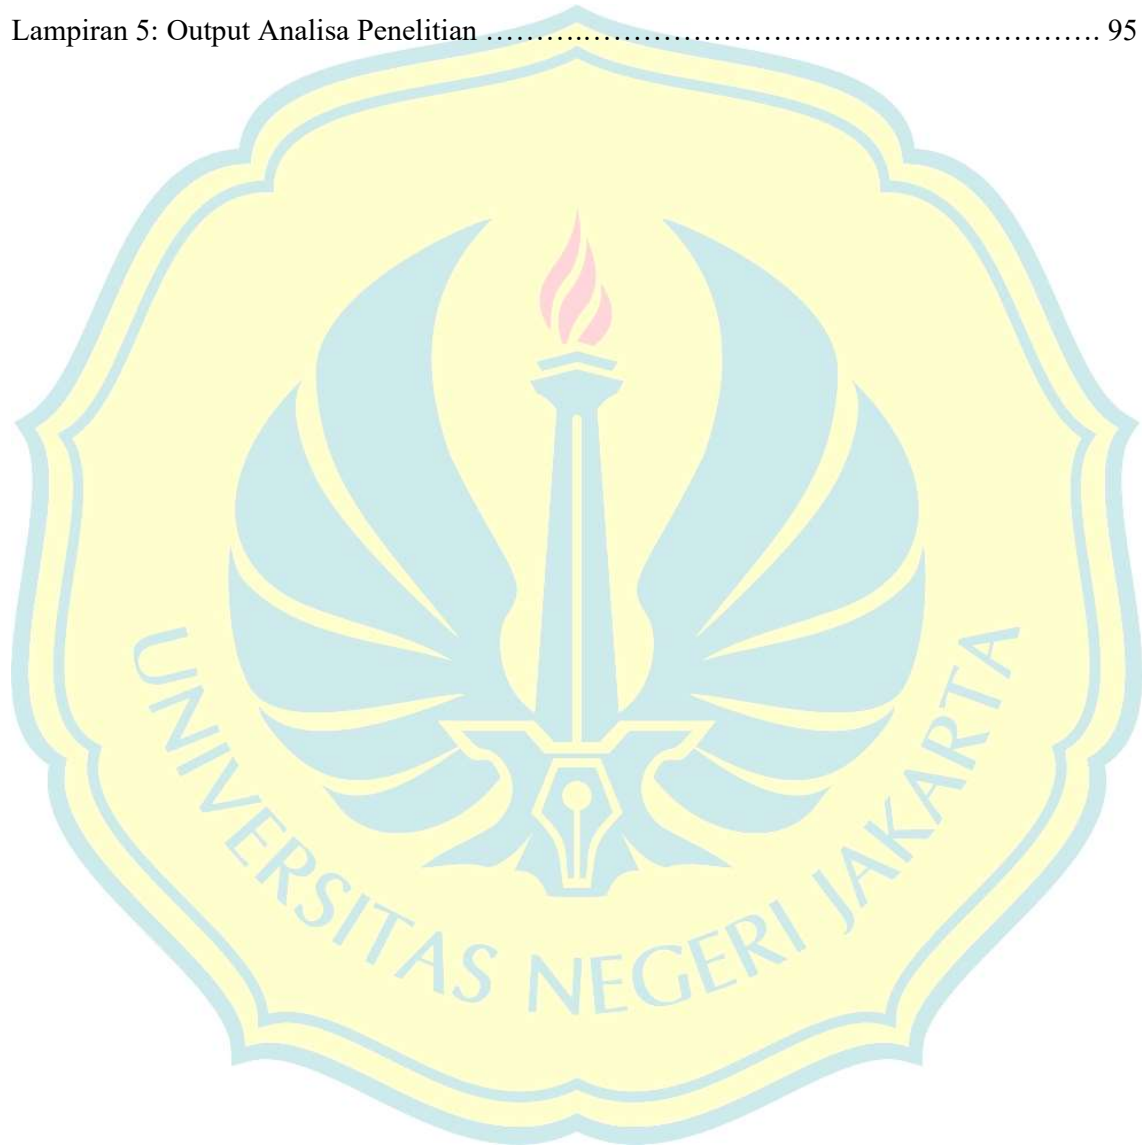 Lampiran 5: Output Analisa Penelitian ……………………………………………………………. 95
UNIVERSITAS NEGERI JAKARTA